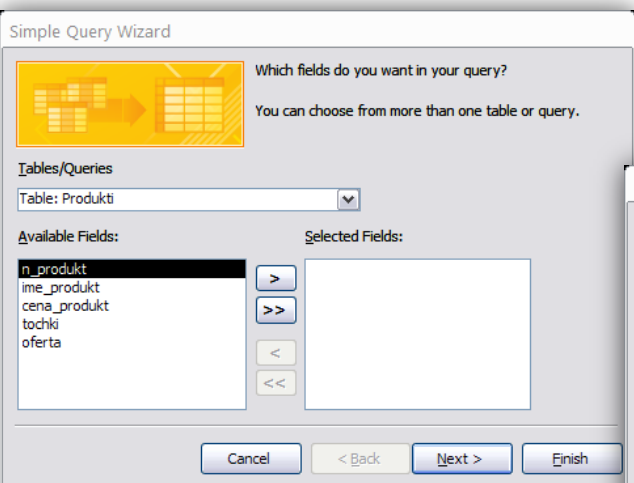 Simple Query Wizard
Which fields do you want in your query?
You can choose from more than one table or query.
Tables/Queries
Table: Produkti
Available Fields:
Selected Fields:
n_produkt
ime_produkt
cena_produkt
tochki
oferta
>
>>
<
<<
Cancel
< Back
Next >
Finish